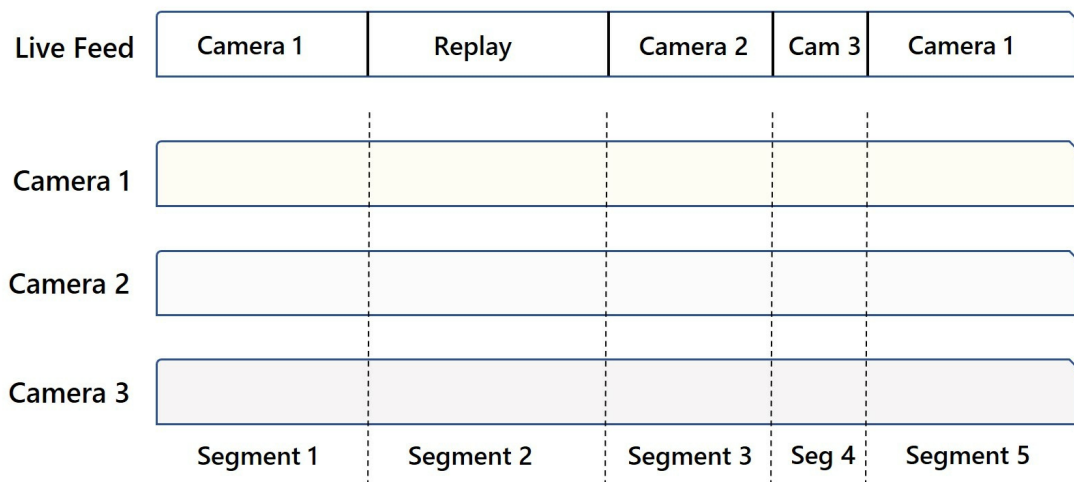 Live Feed Camera 1 Replay Camera 2 Cam 3 Camera 1
Camera 1
Camera 2
Camera 3
Segment 1 Segment 2 Segment 3 Seg 4 Segment 5